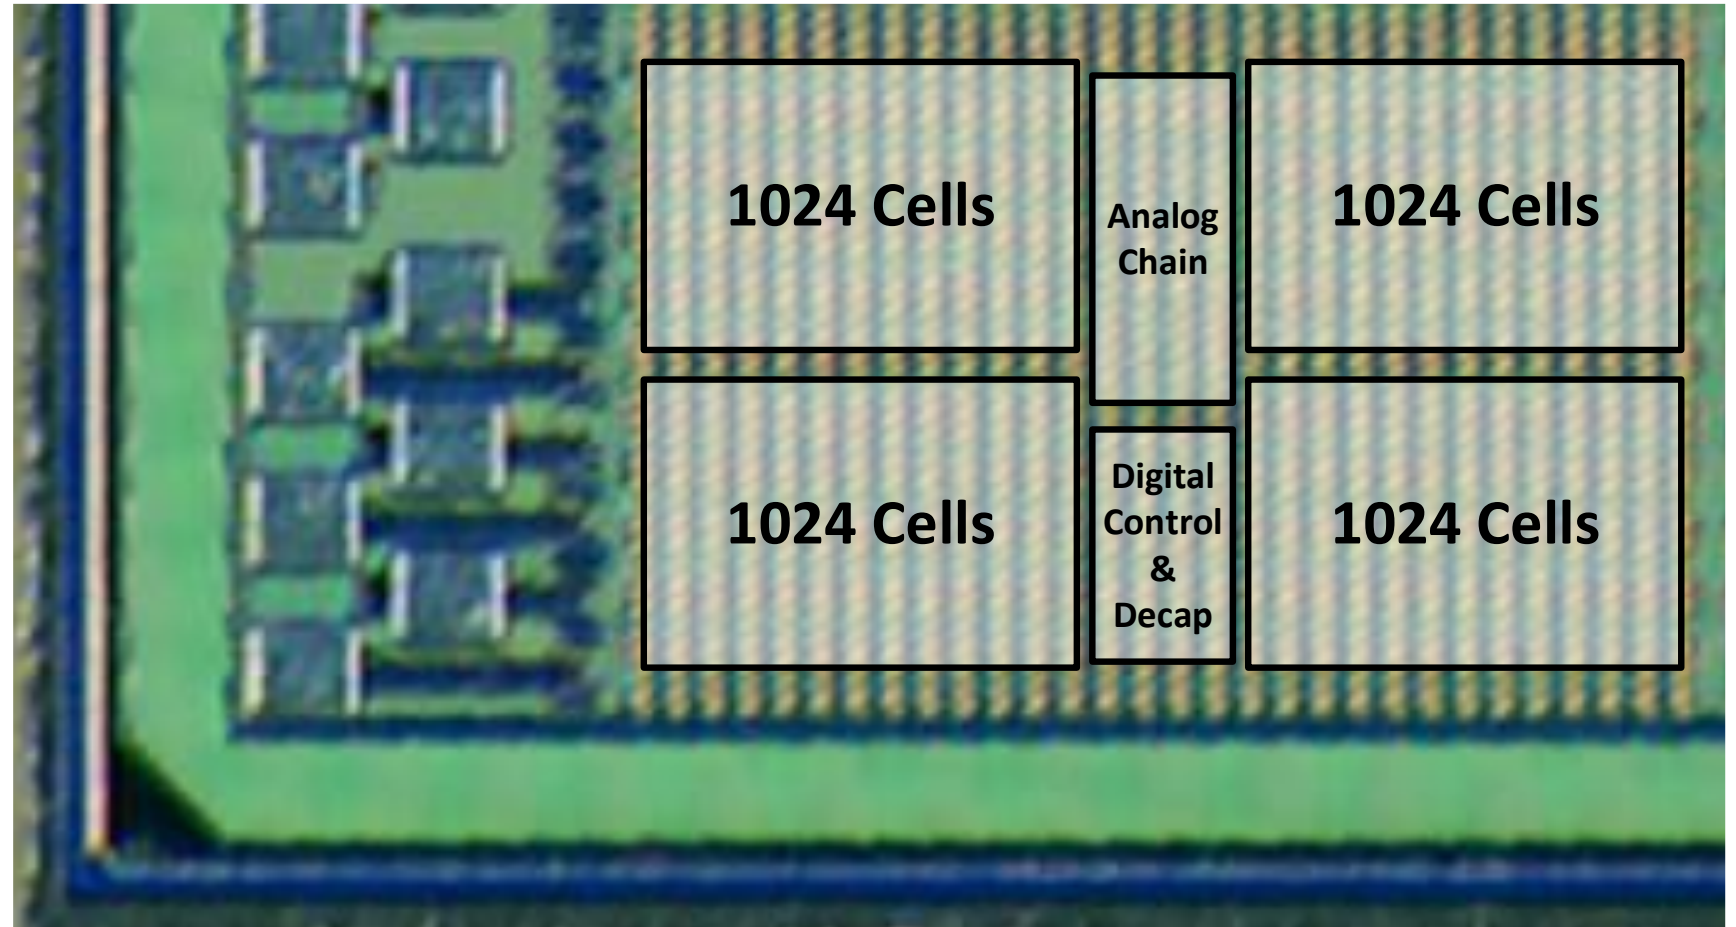 1024 Cells
Analog
Chain
1024 Cells
1024 Cells
Digital
Control
&
Decap
1024 Cells